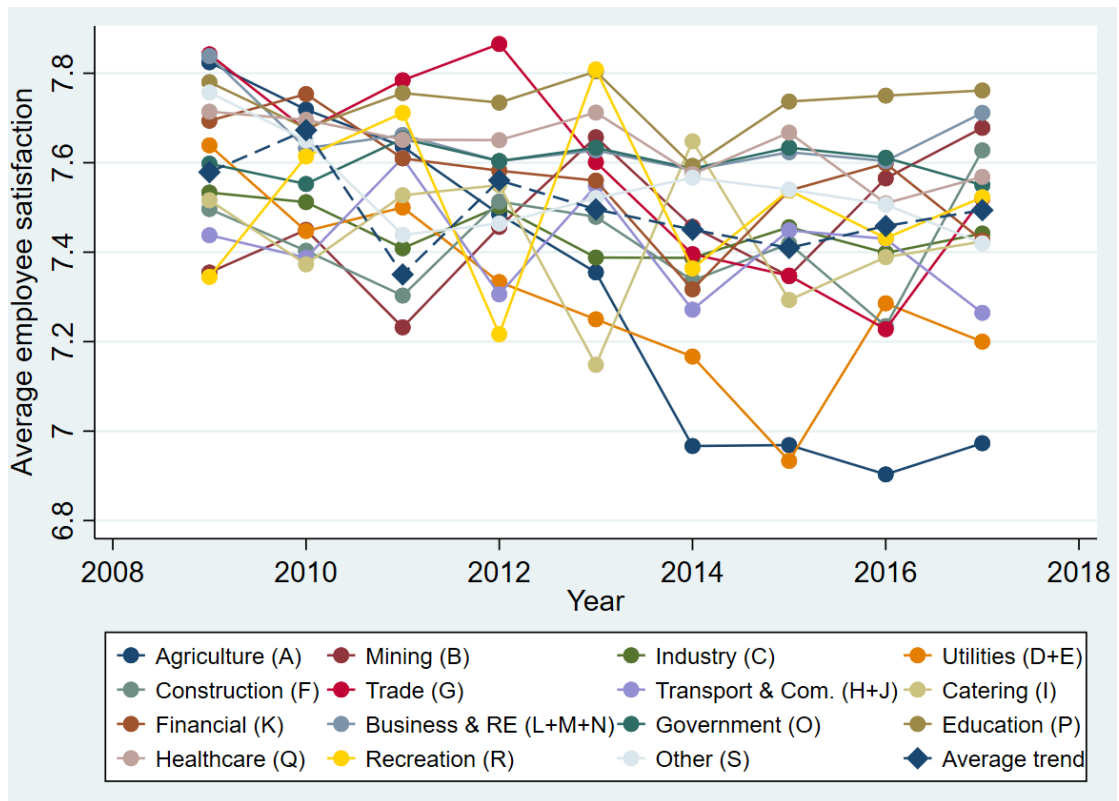 Average employee satisfaction
7.8
7.6
7.4
7.2
7
6.8
2008 2010 2012 2014 2016 2018
Year
Agriculture (A) Mining (B) Industry (C) Utilities (D+E)
Construction (F) Trade (G) Transport & Com. (H+J) Catering (I)
Financial (K) Business & RE (L+M+N) Government (O) Education (P)
Healthcare (Q) Recreation (R) Other (S) Average trend